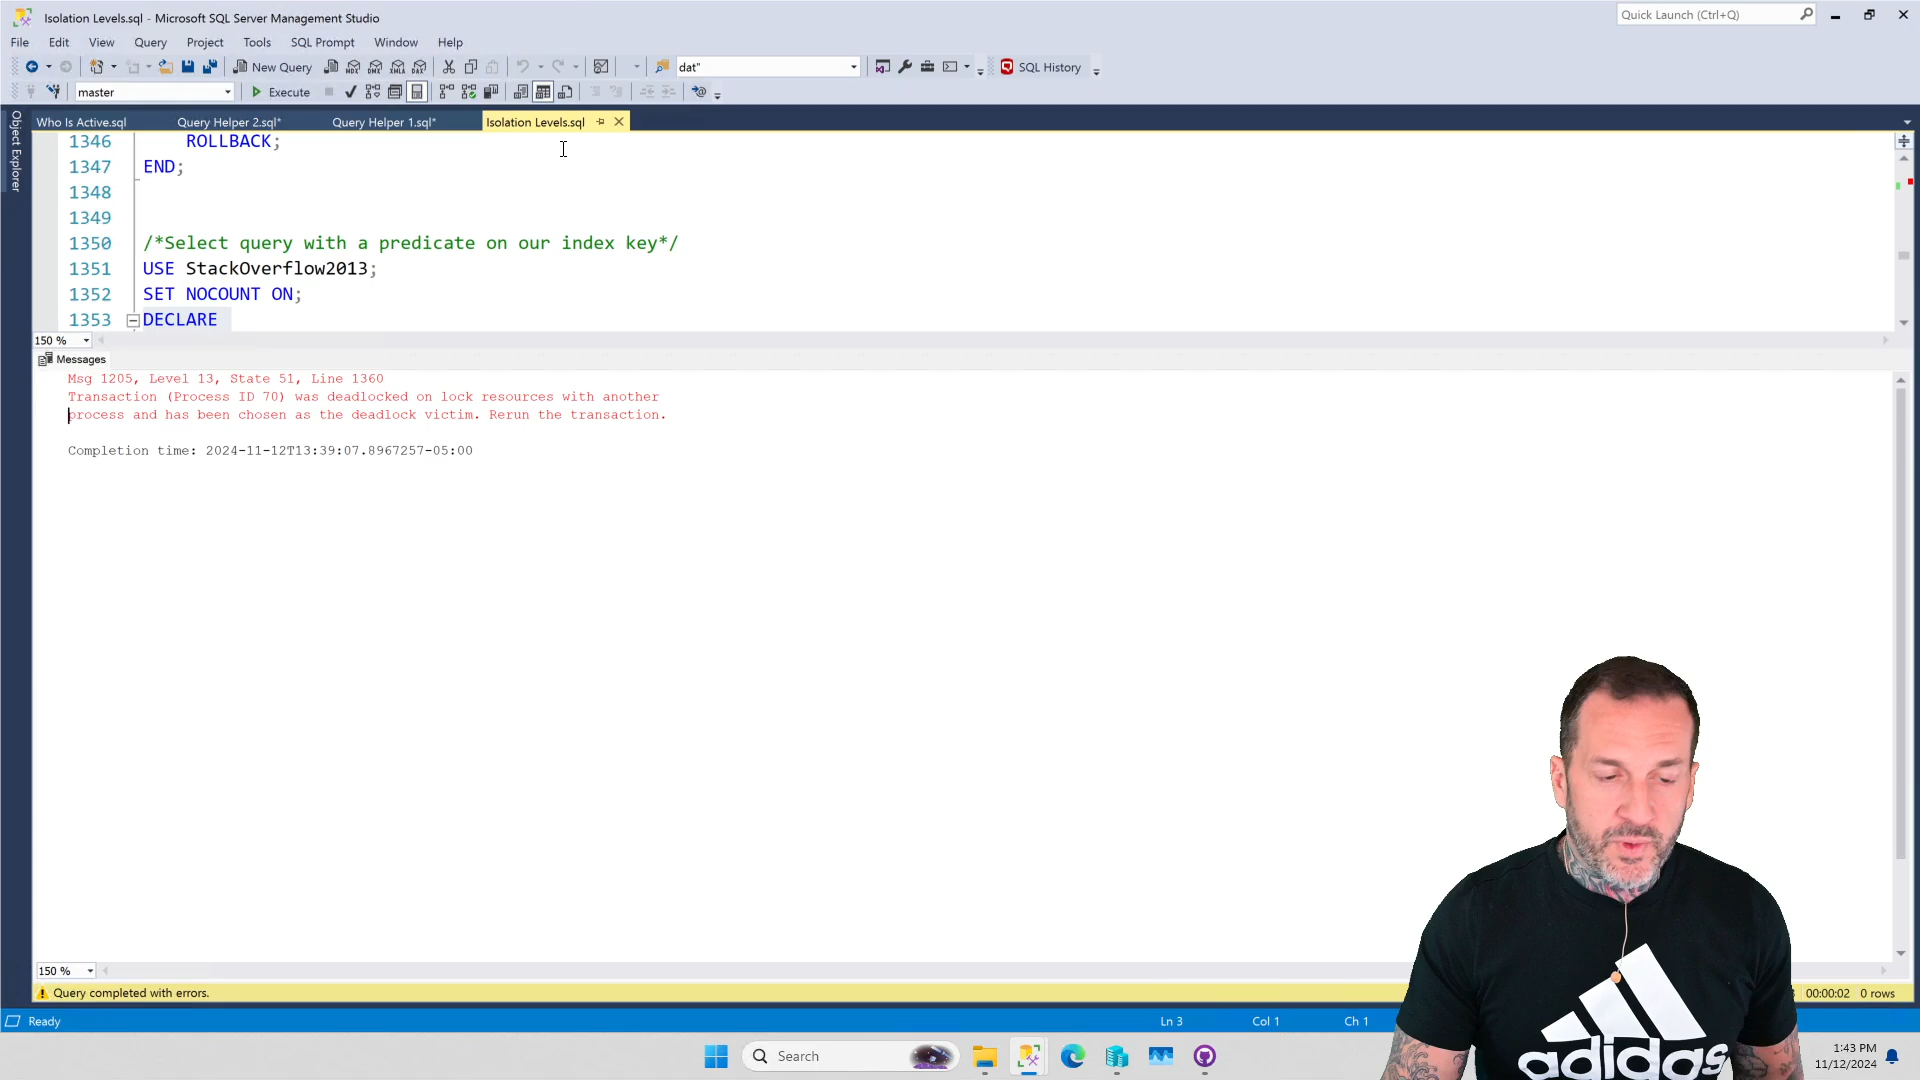 Isolation Levels.sql - Microsoft SQL Server Management Studio
Quick Launch (Ctrl+Q)
File Edit View Query Project Tools SQL Prompt Window Help
New Query
MDX DMX XMLA DAX
dat"
SQL History
master
Execute
Object Explorer
Who Is Active.sql Query Helper 2.sql* Query Helper 1.sql* Isolation Levels.sql
1346 ROLLBACK;
1347 END;
1348
1349
1350 /*Select query with a predicate on our index key*/
1351 USE StackOverflow2013;
1352 SET NOCOUNT ON;
1353 DECLARE
150 %
Messages
Msg 1205, Level 13, State 51, Line 1360
Transaction (Process ID 70) was deadlocked on lock resources with another
process and has been chosen as the deadlock victim. Rerun the transaction.
Completion time: 2024-11-12T13:39:07.8967257-05:00
150 %
Query completed with errors.
00:00:02 0 rows
Ready
Ln 3 Col 1 Ch 1
Search
1:43 PM
11/12/2024
adidas